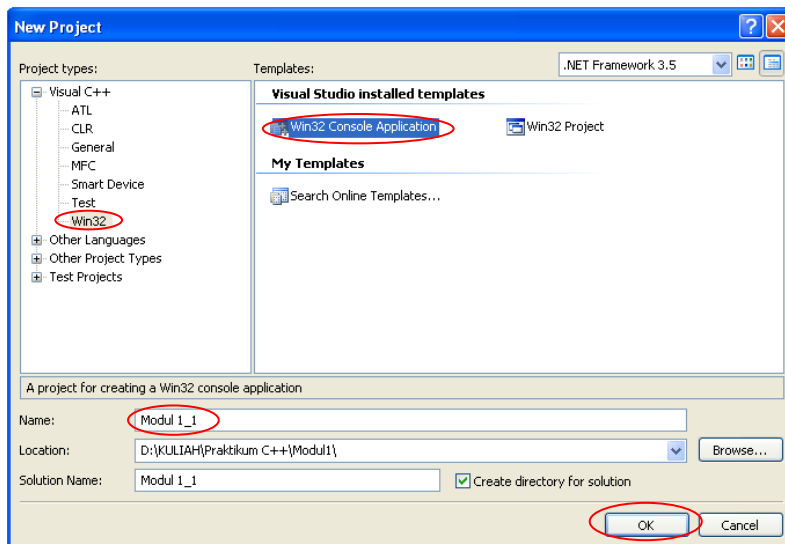 New Project
Project types:
Templates:
.NET Framework 3.5
Visual C++
ATL
CLR
General
MFC
Smart Device
Test
Win32
Other Languages
Other Project Types
Test Projects
Visual Studio installed templates
Win32 Console Application
Win32 Project
My Templates
Search Online Templates...
A project for creating a Win32 console application
Name:
Modul 1_1
Location:
D:\KULIAH\Praktikum C++\Modul1\
Browse...
Solution Name:
Modul 1_1
Create directory for solution
OK
Cancel